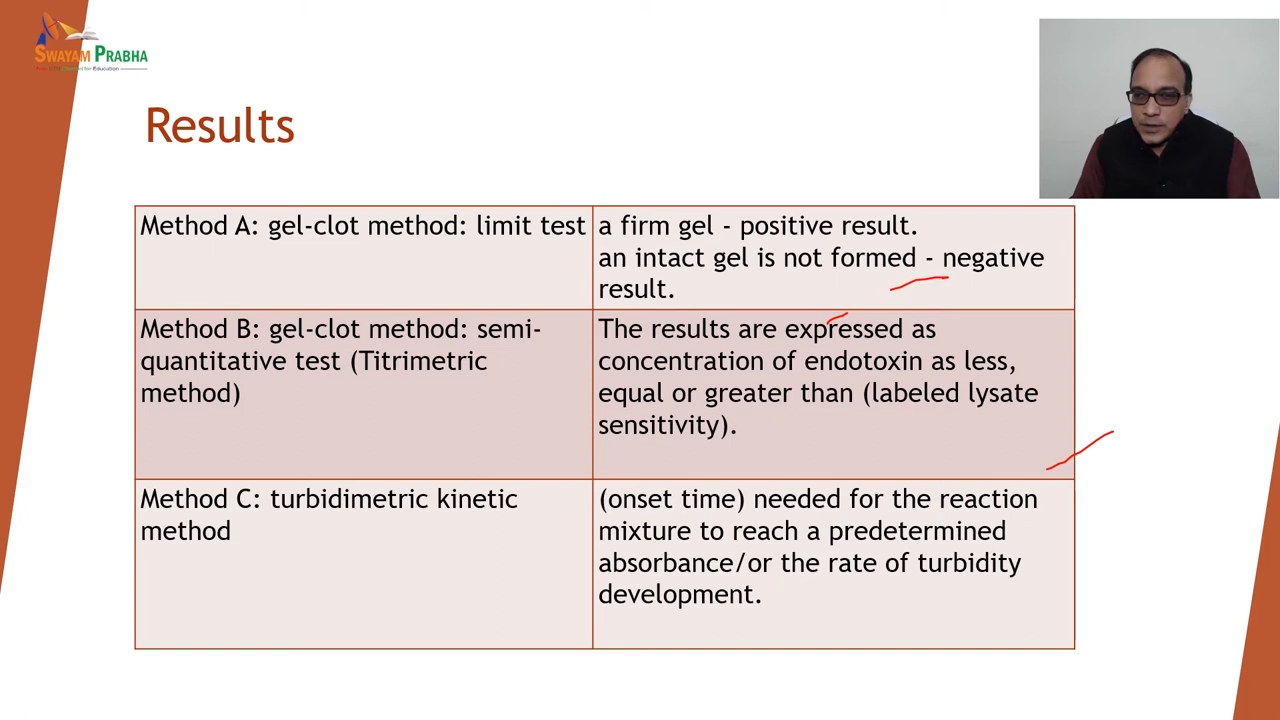 SWAYAM PRABHA
Results
Method A: gel-clot method: limit test
a firm gel - positive result.
an intact gel is not formed - negative
result.
Method B: gel-clot method: semi-
quantitative test (Titrimetric
method)
The results are expressed as
concentration of endotoxin as less,
equal or greater than (labeled lysate
sensitivity).
Method C: turbidimetric kinetic
method
(onset time) needed for the reaction
mixture to reach a predetermined
absorbance/or the rate of turbidity
development.